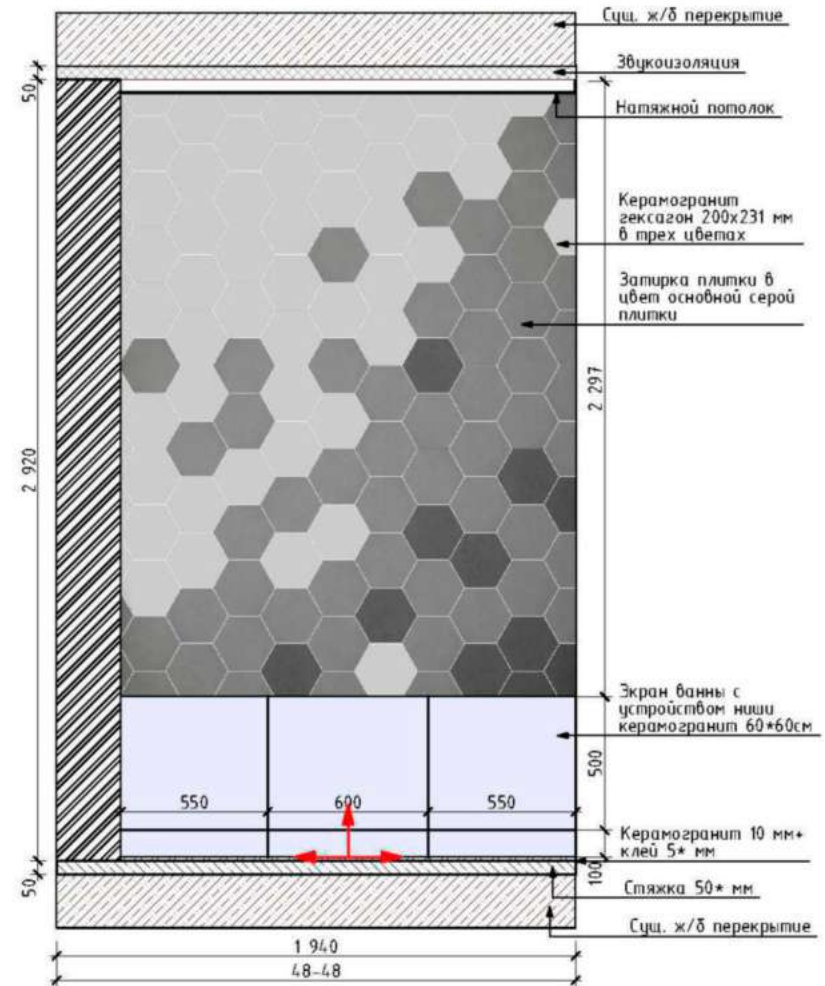 Сущ. ж/б перекрытие
Звукоизоляция
50
Натяжной потолок
Керамогранит
гексагон 200х231 мм
в трех цветах
Затирка плитки в
цвет основной серой
плитки
2 297
2 920
Экран ванны с
устройством ниши
керамогранит 60*60см
500
550
600
550
Керамогранит 10 мм+
клей 5* мм
100
50
Стяжка 50* мм
Сущ. ж/б перекрытие
1 940
48-48